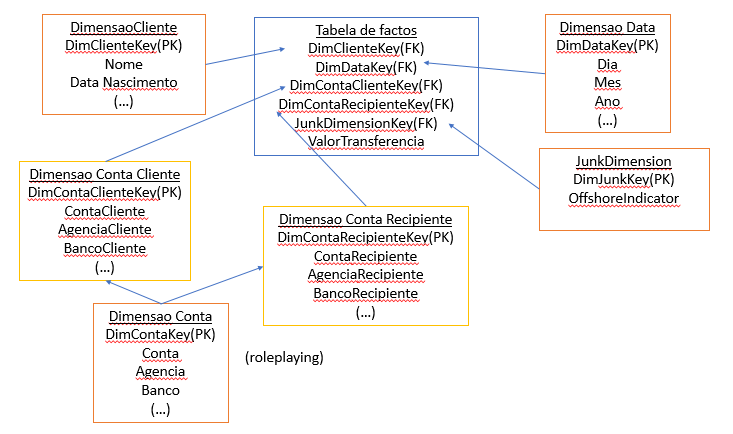 DimensaoCliente
DimClienteKey(PK)
Nome
Data Nascimento
(...)
Tabela de factos
DimClienteKey(FK)
DimDataKey(FK)
DimContaClienteKey(FK)
DimContaRecipienteKey(FK)
JunkDimensionKey(FK)
ValorTransferencia
Dimensao Data
DimDataKey(PK)
Dia
Mes
Ano
(...)
Dimensao Conta Cliente
DimContaClienteKey(PK)
ContaCliente
AgenciaCliente
BancoCliente
(...)
Dimensao Conta Recipiente
DimContaRecipienteKey(PK)
ContaRecipiente
AgenciaRecipiente
BancoRecipiente
(...)
JunkDimension
DimJunkKey(PK)
OffshoreIndicator
Dimensao Conta
DimContaKey(PK)
Conta
Agencia
Banco
(...)
(roleplaying)